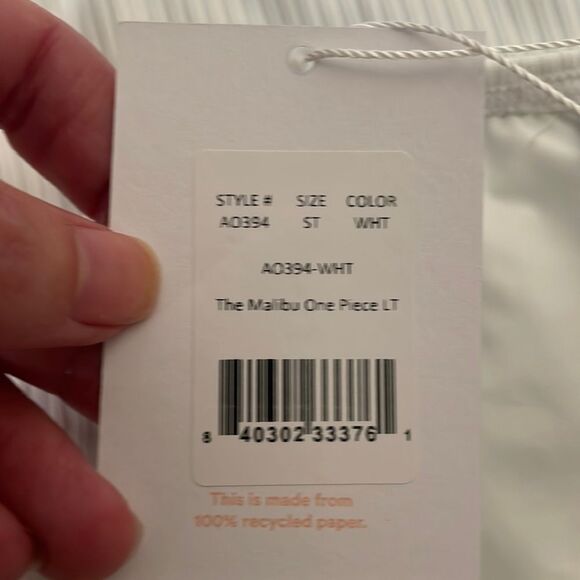 STYLE # SIZE COLOR
AO394 ST WHT
AO394-WHT
The Malibu One Piece LT
8 40302 33376 1
This is made from
100% recycled paper.